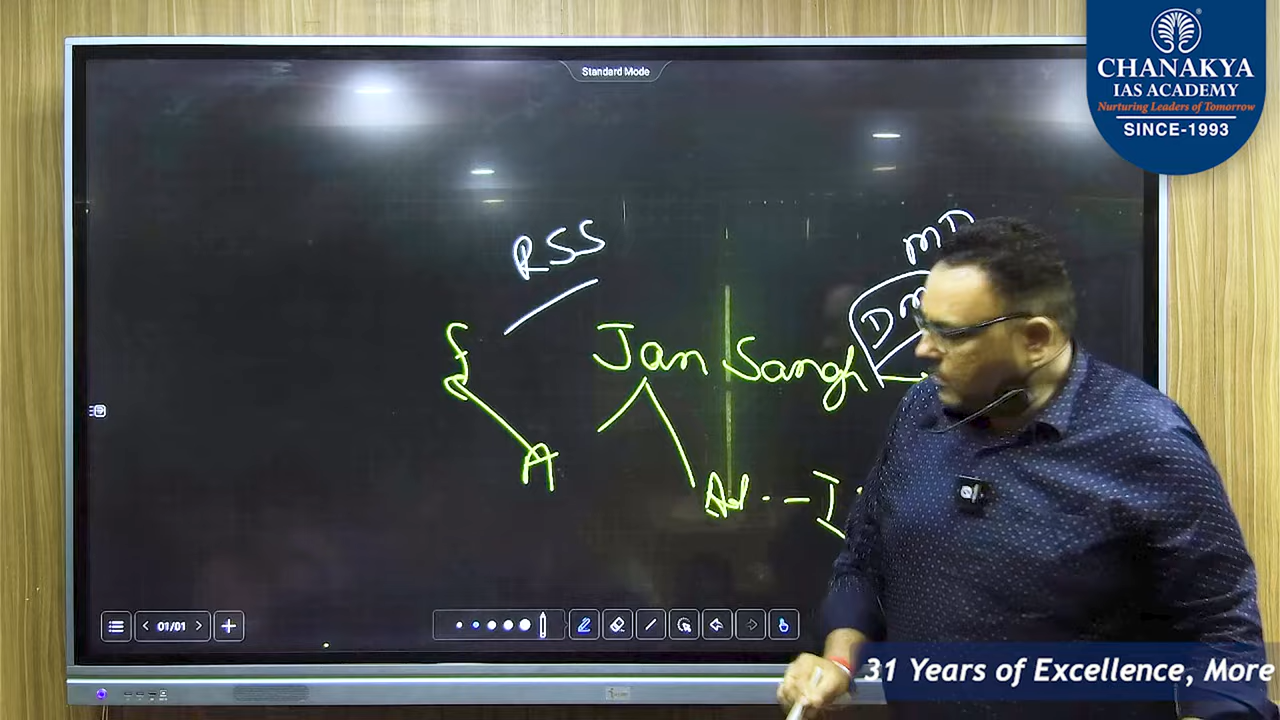 CHANAKYA
IAS ACADEMY
Nurturing Leaders of Tomorrow
SINCE-1993
Standard Mode
RSS
Jan Sangh
A
01/01
31 Years of Excellence, More